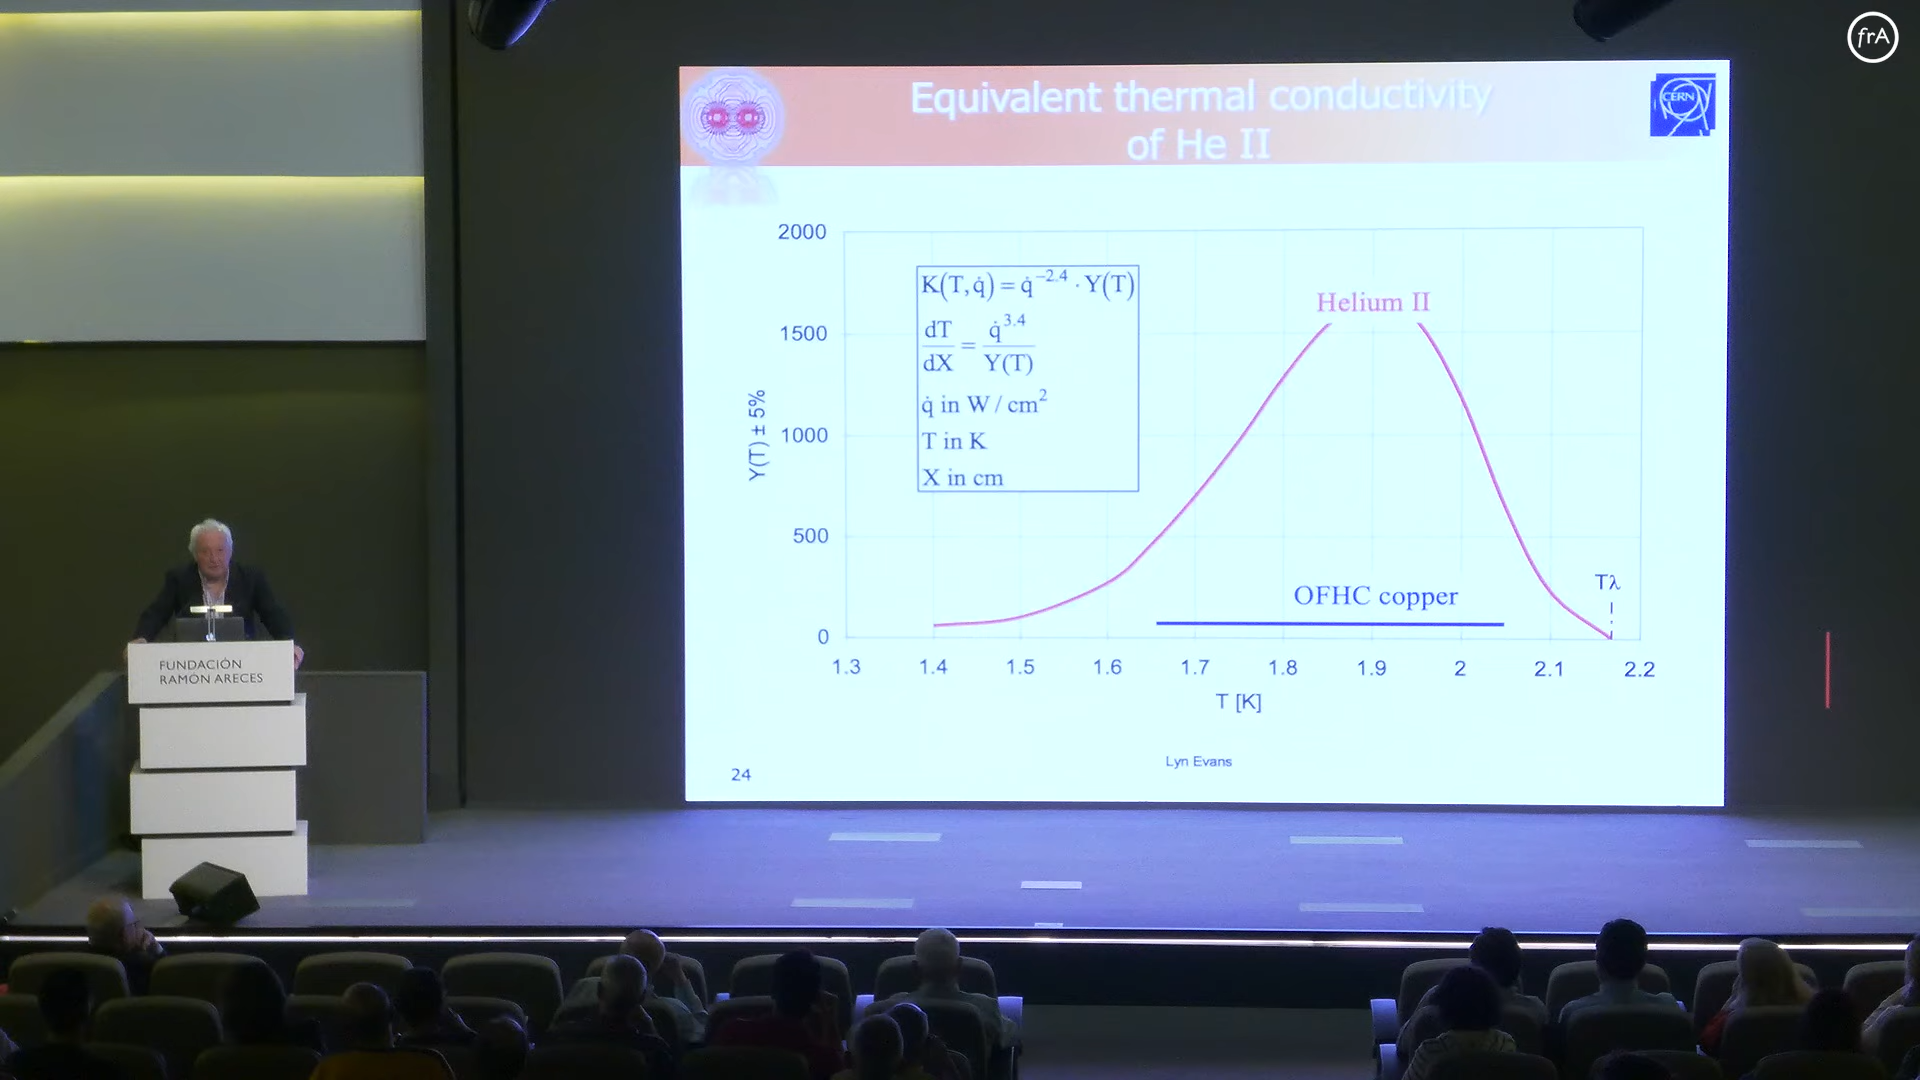 frA
Equivalent thermal conductivity
of He II
CERN
2000
1500
1000
500
0
Y(T) ± 5%
K(T,q̇) = q̇⁻²·⁴ · Y(T)
dT/dX = q̇³·⁴/Y(T)
q̇ in W / cm²
T in K
X in cm
Helium II
OFHC copper
Tλ
1.3 1.4 1.5 1.6 1.7 1.8 1.9 2 2.1 2.2
T [K]
Lyn Evans
24
FUNDACIÓN
RAMÓN ARECES